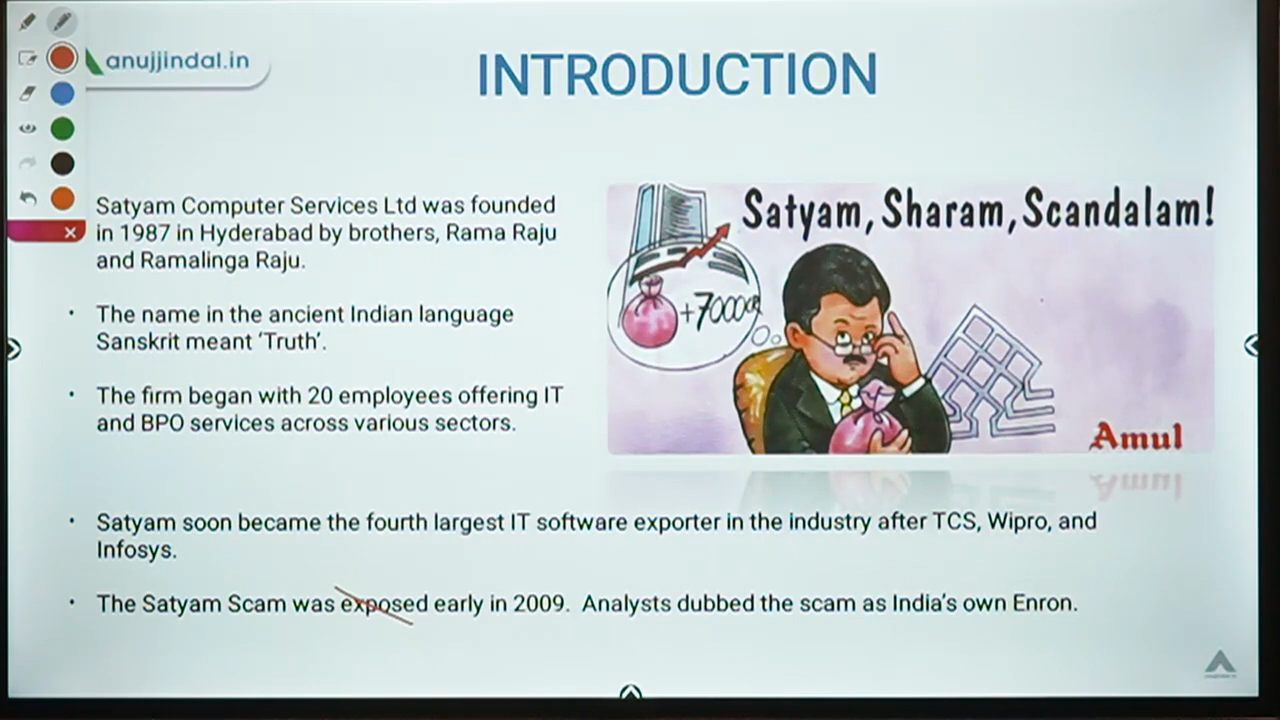 anujjindal.in
INTRODUCTION
Satyam Computer Services Ltd was founded
in 1987 in Hyderabad by brothers, Rama Raju
and Ramalinga Raju.
• The name in the ancient Indian language
Sanskrit meant ‘Truth’.
• The firm began with 20 employees offering IT
and BPO services across various sectors.
Satyam, Sharam, Scandalam!
Amul
• Satyam soon became the fourth largest IT software exporter in the industry after TCS, Wipro, and
Infosys.
• The Satyam Scam was exposed early in 2009. Analysts dubbed the scam as India’s own Enron.